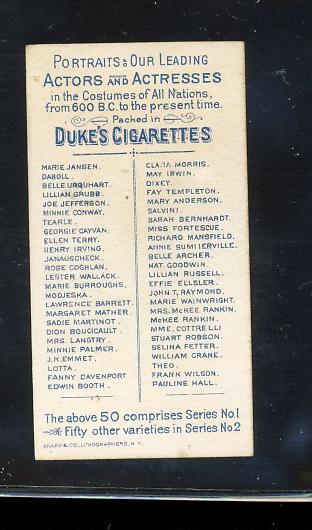 PORTRAITS OF OUR LEADING
ACTORS AND ACTRESSES
in the Costumes of All Nations,
from 600 B.C. to the present time.
Packed in
DUKE'S CIGARETTES
MARIE JANSEN.
DABOLL.
BELLE URQUHART.
LILLIAN GRUBB.
JOE JEFFERSON.
MINNIE CONWAY.
TEARLE.
GEORGIE CAYVAN.
ELLEN TERRY.
HENRY IRVING.
JANAUSCHECK.
ROSE COGHLAN.
LESTER WALLACK.
MARIE BURROUGHS.
MODJESKA.
LAWRENCE BARRETT.
MARGARET MATHER.
SADIE MARTINOT.
DION BOUCICAULT.
MRS. LANGTRY.
MINNIE PALMER.
J.K. EMMET.
LOTTA.
FANNY DAVENPORT
EDWIN BOOTH.
CLARA MORRIS.
MAY IRWIN.
DIXEY.
FAY TEMPLETON.
MARY ANDERSON.
SALVINI.
SARAH BERNHARDT.
MISS FORTESCUE.
RICHARD MANSFIELD.
ANNIE SUMMERVILLE.
BELLE ARCHER.
NAT GOODWIN.
LILLIAN RUSSELL.
EFFIE ELLSLER.
JOHN T, RAYMOND.
MARIE WAINWRIGHT.
MRS. McKEE RANKIN.
McKEE RANKIN.
MME. COTTRELLI
STUART ROBSON.
SELINA FETTER.
WILLIAM CRANE.
THEO.
FRANK WILSON.
PAULINE HALL.
The above 50 comprises Series No.1
Fifty other varieties in Series No.2
KNAPP & CO., LITHOGRAPHERS, N.Y.